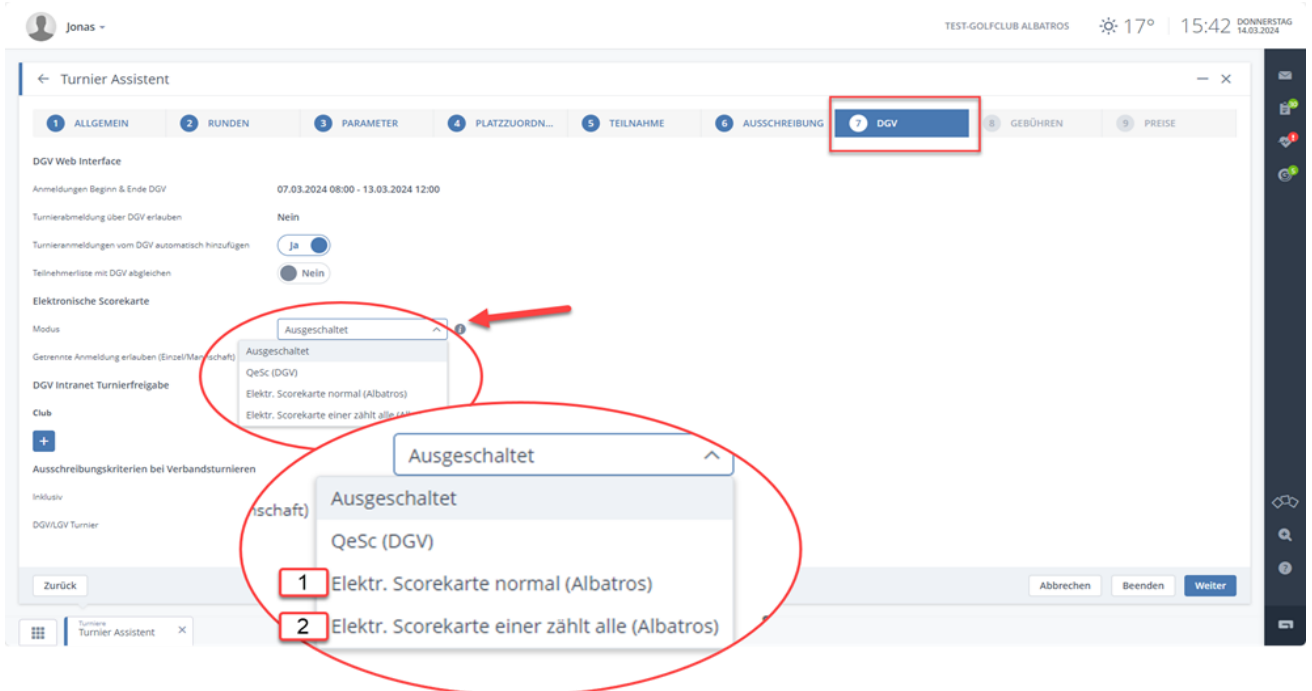 Jonas
TEST-GOLFCLUB ALBATROS
17°
15:42
DONNERSTAG
14.03.2024
← Turnier Assistent
1 ALLGEMEIN
2 RUNDEN
3 PARAMETER
4 PLATZZUORDN...
5 TEILNAHME
6 AUSSCHREIBUNG
7 DGV
8 GEBÜHREN
9 PREISE
DGV Web Interface
Anmeldungen Beginn & Ende DGV 07.03.2024 08:00 - 13.03.2024 12:00
Turnierabmeldung über DGV erlauben Nein
Turnieranmeldungen vom DGV automatisch hinzufügen Ja
Teilnehmerliste mit DGV abgleichen Nein
Elektronische Scorekarte
Modus Ausgeschaltet
Getrennte Anmeldung erlauben (Einzel/Mannschaft)
Ausgeschaltet
QeSc (DGV)
Elektr. Scorekarte normal (Albatros)
Elektr. Scorekarte einer zählt alle
DGV Intranet Turnierfreigabe
Club
+
Ausschreibungskriterien bei Verbandsturnieren
Inklusiv
DGV/LGV Turnier
Ausgeschaltet
nschaft)
Ausgeschaltet
QeSc (DGV)
1 Elektr. Scorekarte normal (Albatros)
2 Elektr. Scorekarte einer zählt alle (Albatros)
Zurück
Abbrechen
Beenden
Weiter
Turniere
Turnier Assistent